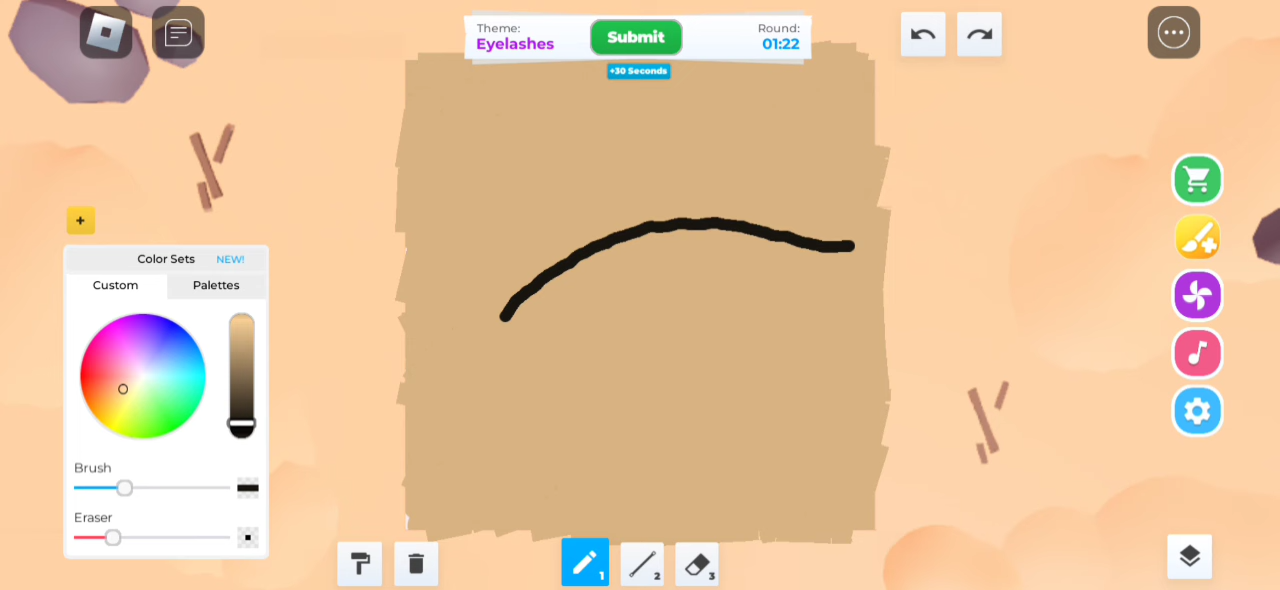 Theme:
Eyelashes
Submit
Round:
01:22
+30 Seconds
+
Color Sets NEW!
Custom Palettes
Brush
Eraser
1
2
3